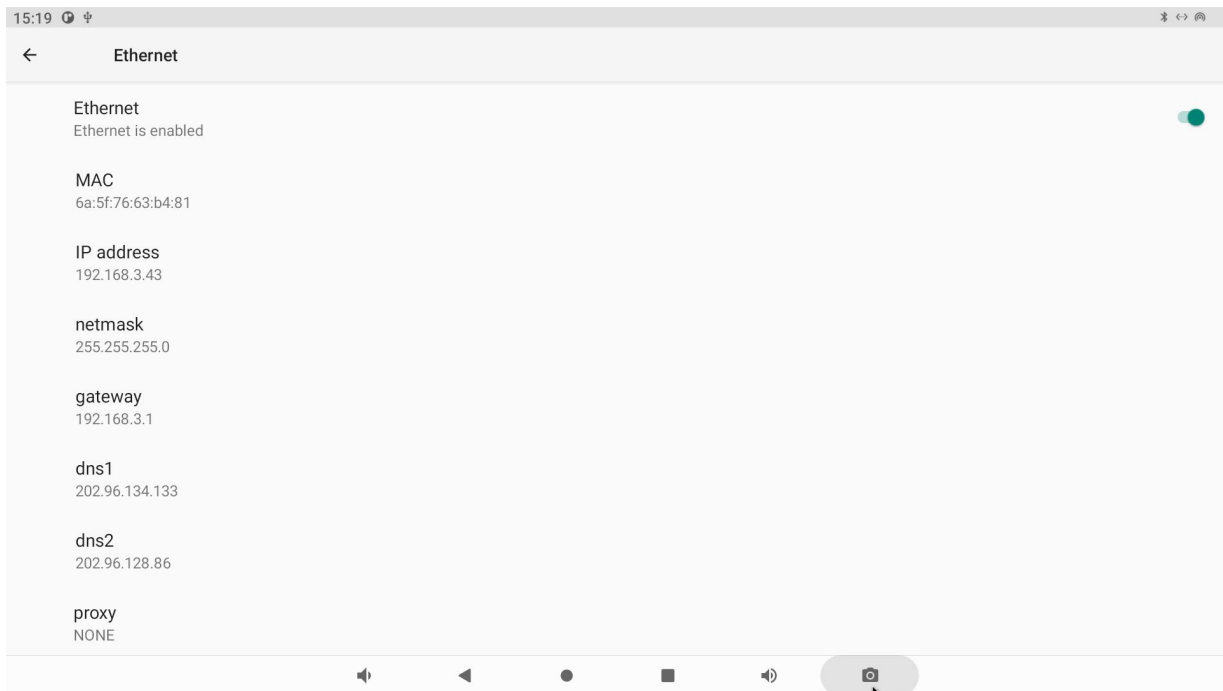 15:19
Ethernet
Ethernet
Ethernet is enabled
MAC
6a:5f:76:63:b4:81
IP address
192.168.3.43
netmask
255.255.255.0
gateway
192.168.3.1
dns1
202.96.134.133
dns2
202.96.128.86
proxy
NONE